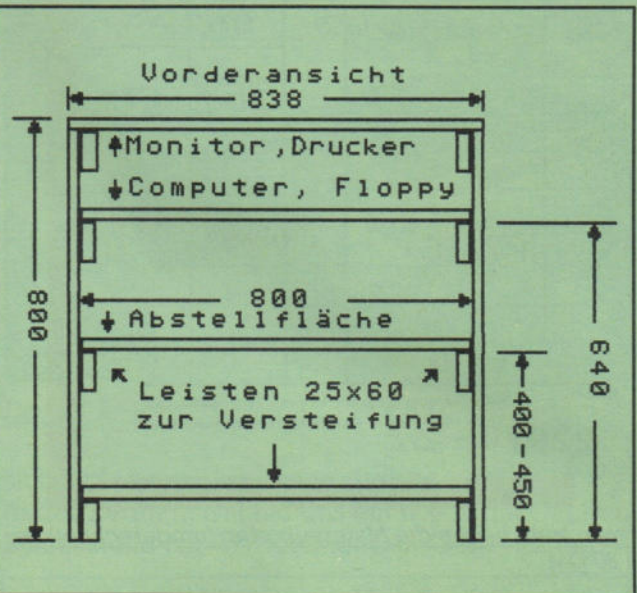 Vorderansicht
838
Monitor,Drucker
Computer, Floppy
800
800
Abstellfläche
640
Leisten 25x60
zur Versteifung
400-450